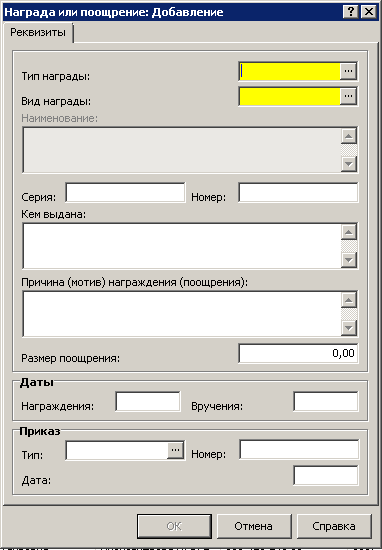 Награда или поощрение: Добавление
Реквизиты
Тип награды:
Вид награды:
Наименование:
Серия: Номер:
Кем выдана:
Причина (мотив) награждения (поощрения):
Размер поощрения: 0,00
Даты
Награждения: Вручения:
Приказ
Тип: ... Номер:
Дата:
ОК Отмена Справка